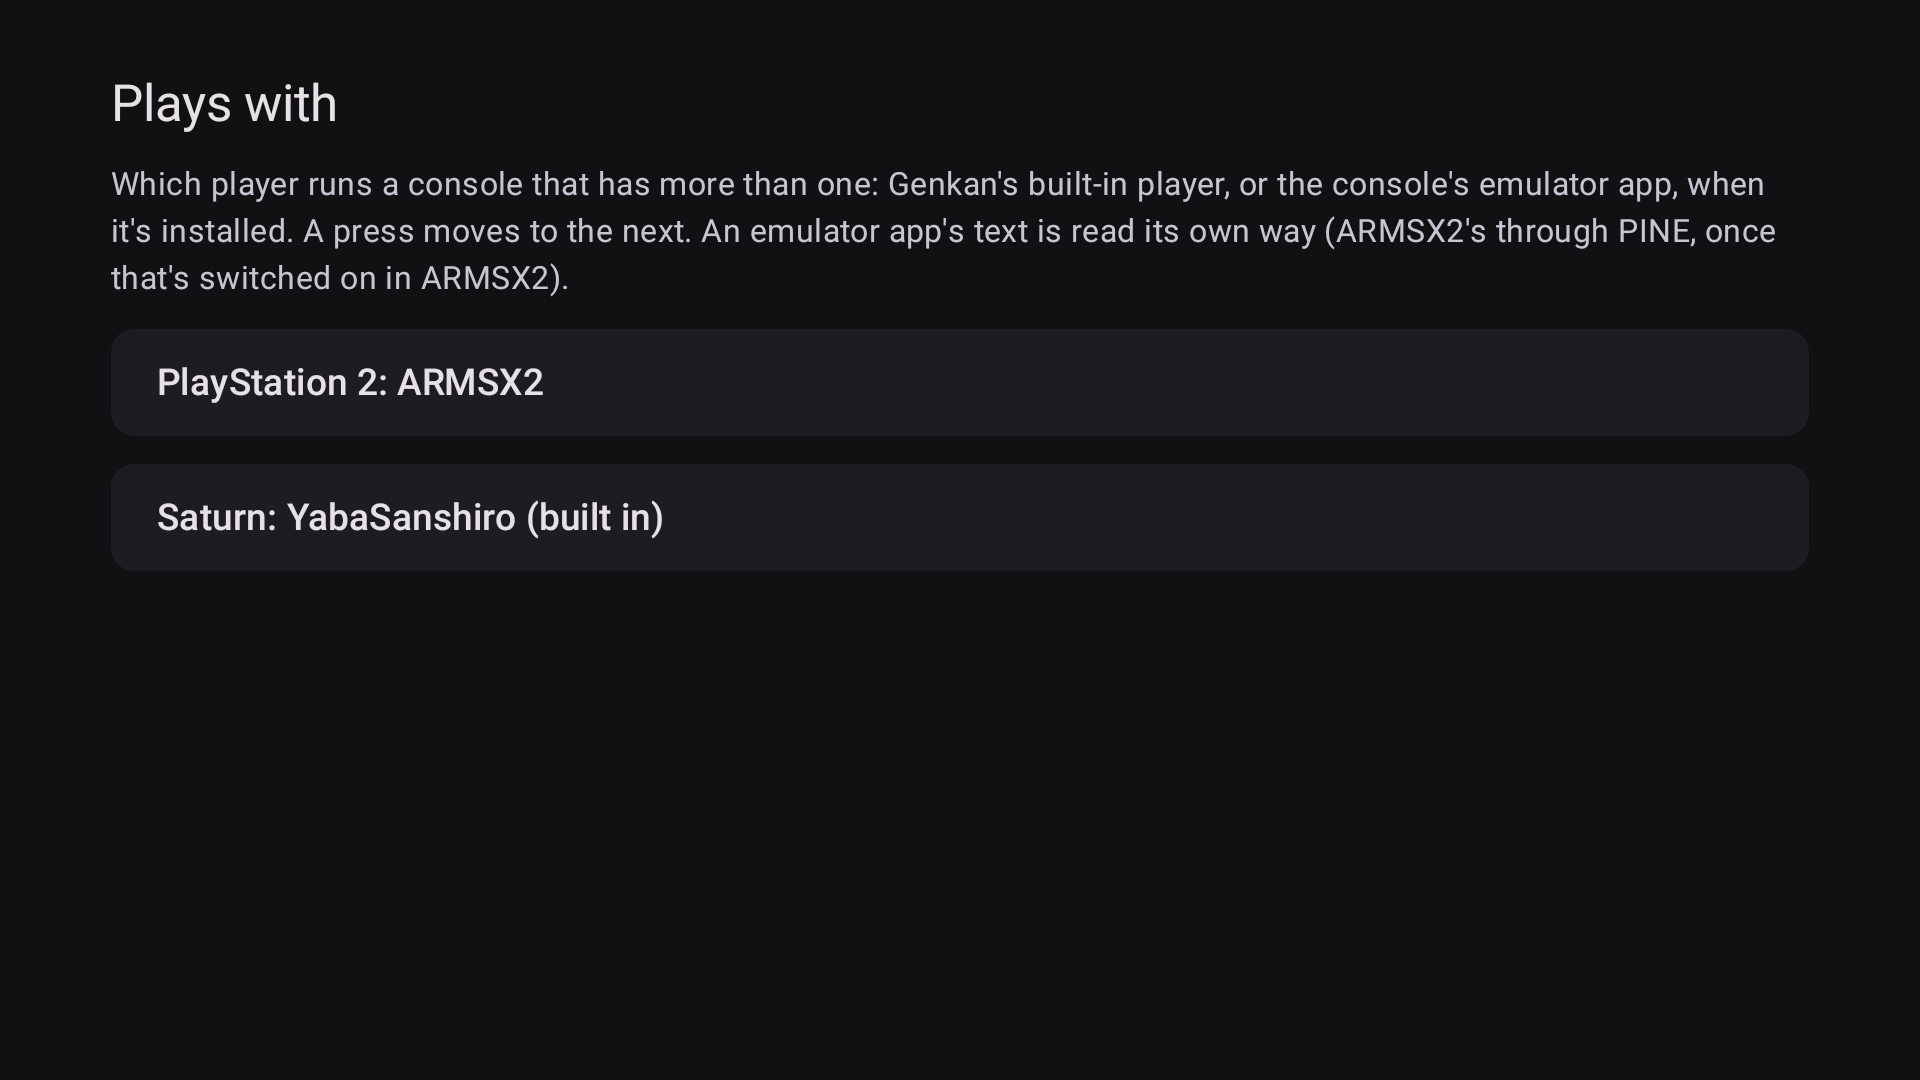 Plays with
Which player runs a console that has more than one: Genkan's built-in player, or the console's emulator app, when
it's installed. A press moves to the next. An emulator app's text is read its own way (ARMSX2's through PINE, once
that's switched on in ARMSX2).
PlayStation 2: ARMSX2
Saturn: YabaSanshiro (built in)